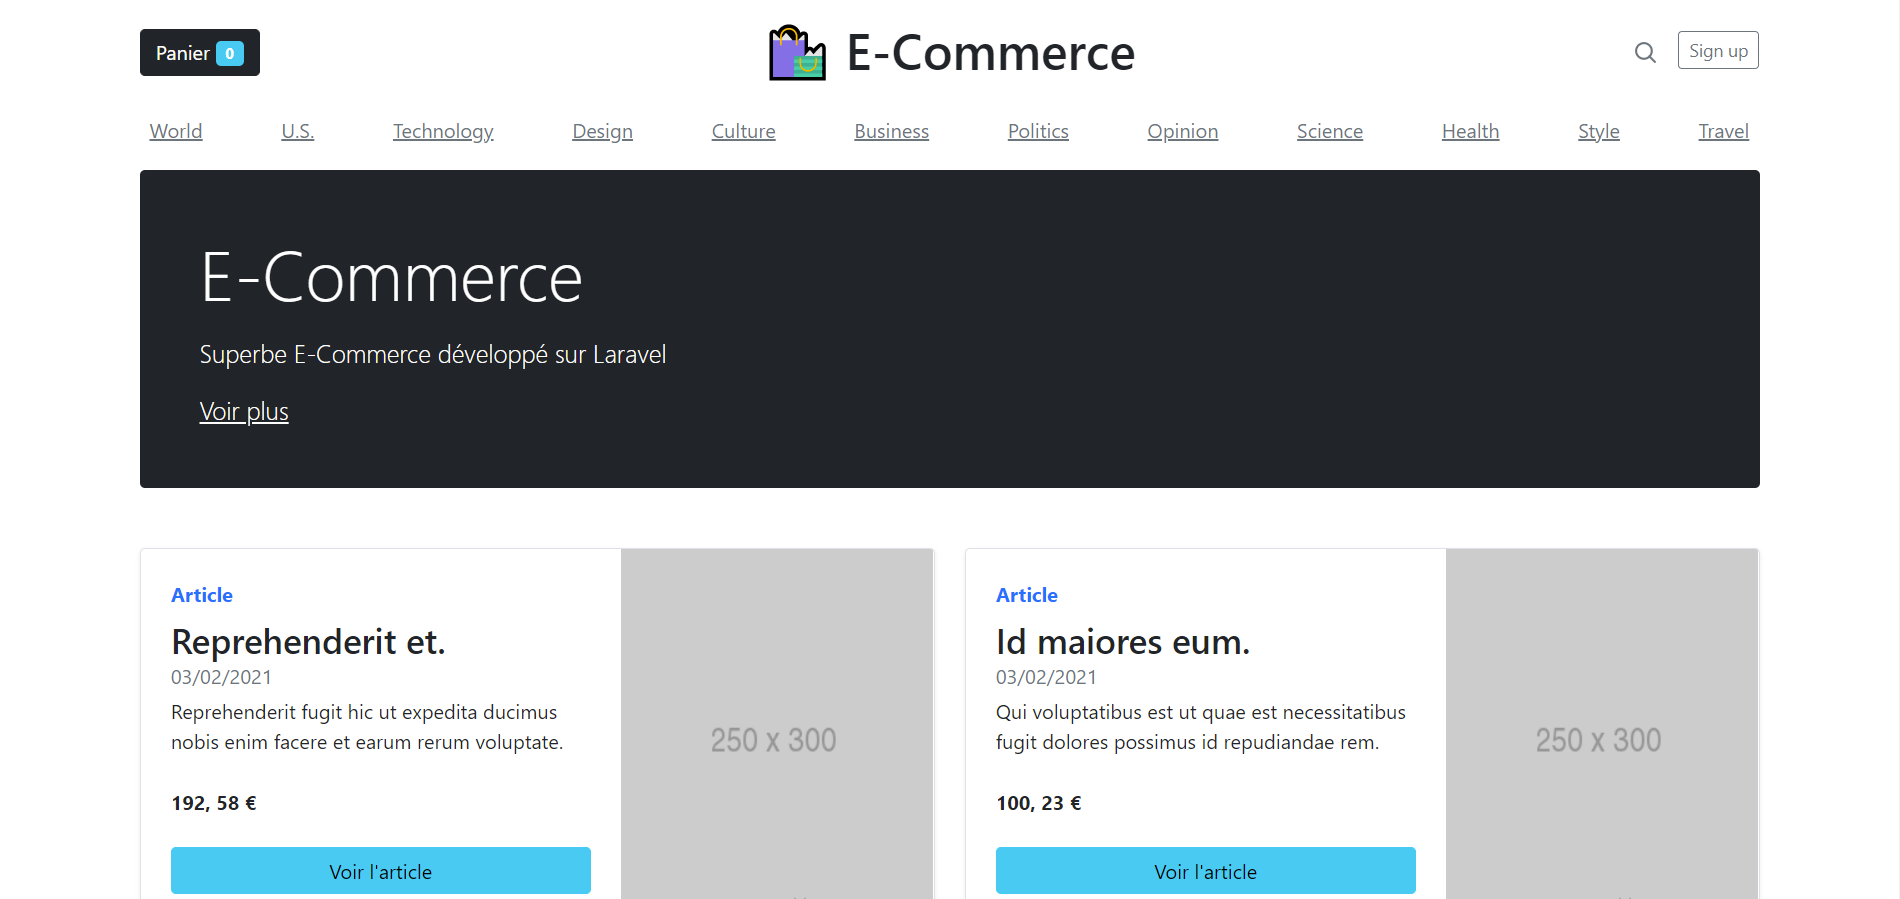 Panier 0
E-Commerce
Sign up
World U.S. Technology Design Culture Business Politics Opinion Science Health Style Travel
E-Commerce
Superbe E-Commerce développé sur Laravel
Voir plus
Article
Reprehenderit et.
03/02/2021
Reprehenderit fugit hic ut expedita ducimus
nobis enim facere et earum rerum voluptate.
192, 58 €
Voir l'article
250 x 300
Article
Id maiores eum.
03/02/2021
Qui voluptatibus est ut quae est necessitatibus
fugit dolores possimus id repudiandae rem.
100, 23 €
Voir l'article
250 x 300